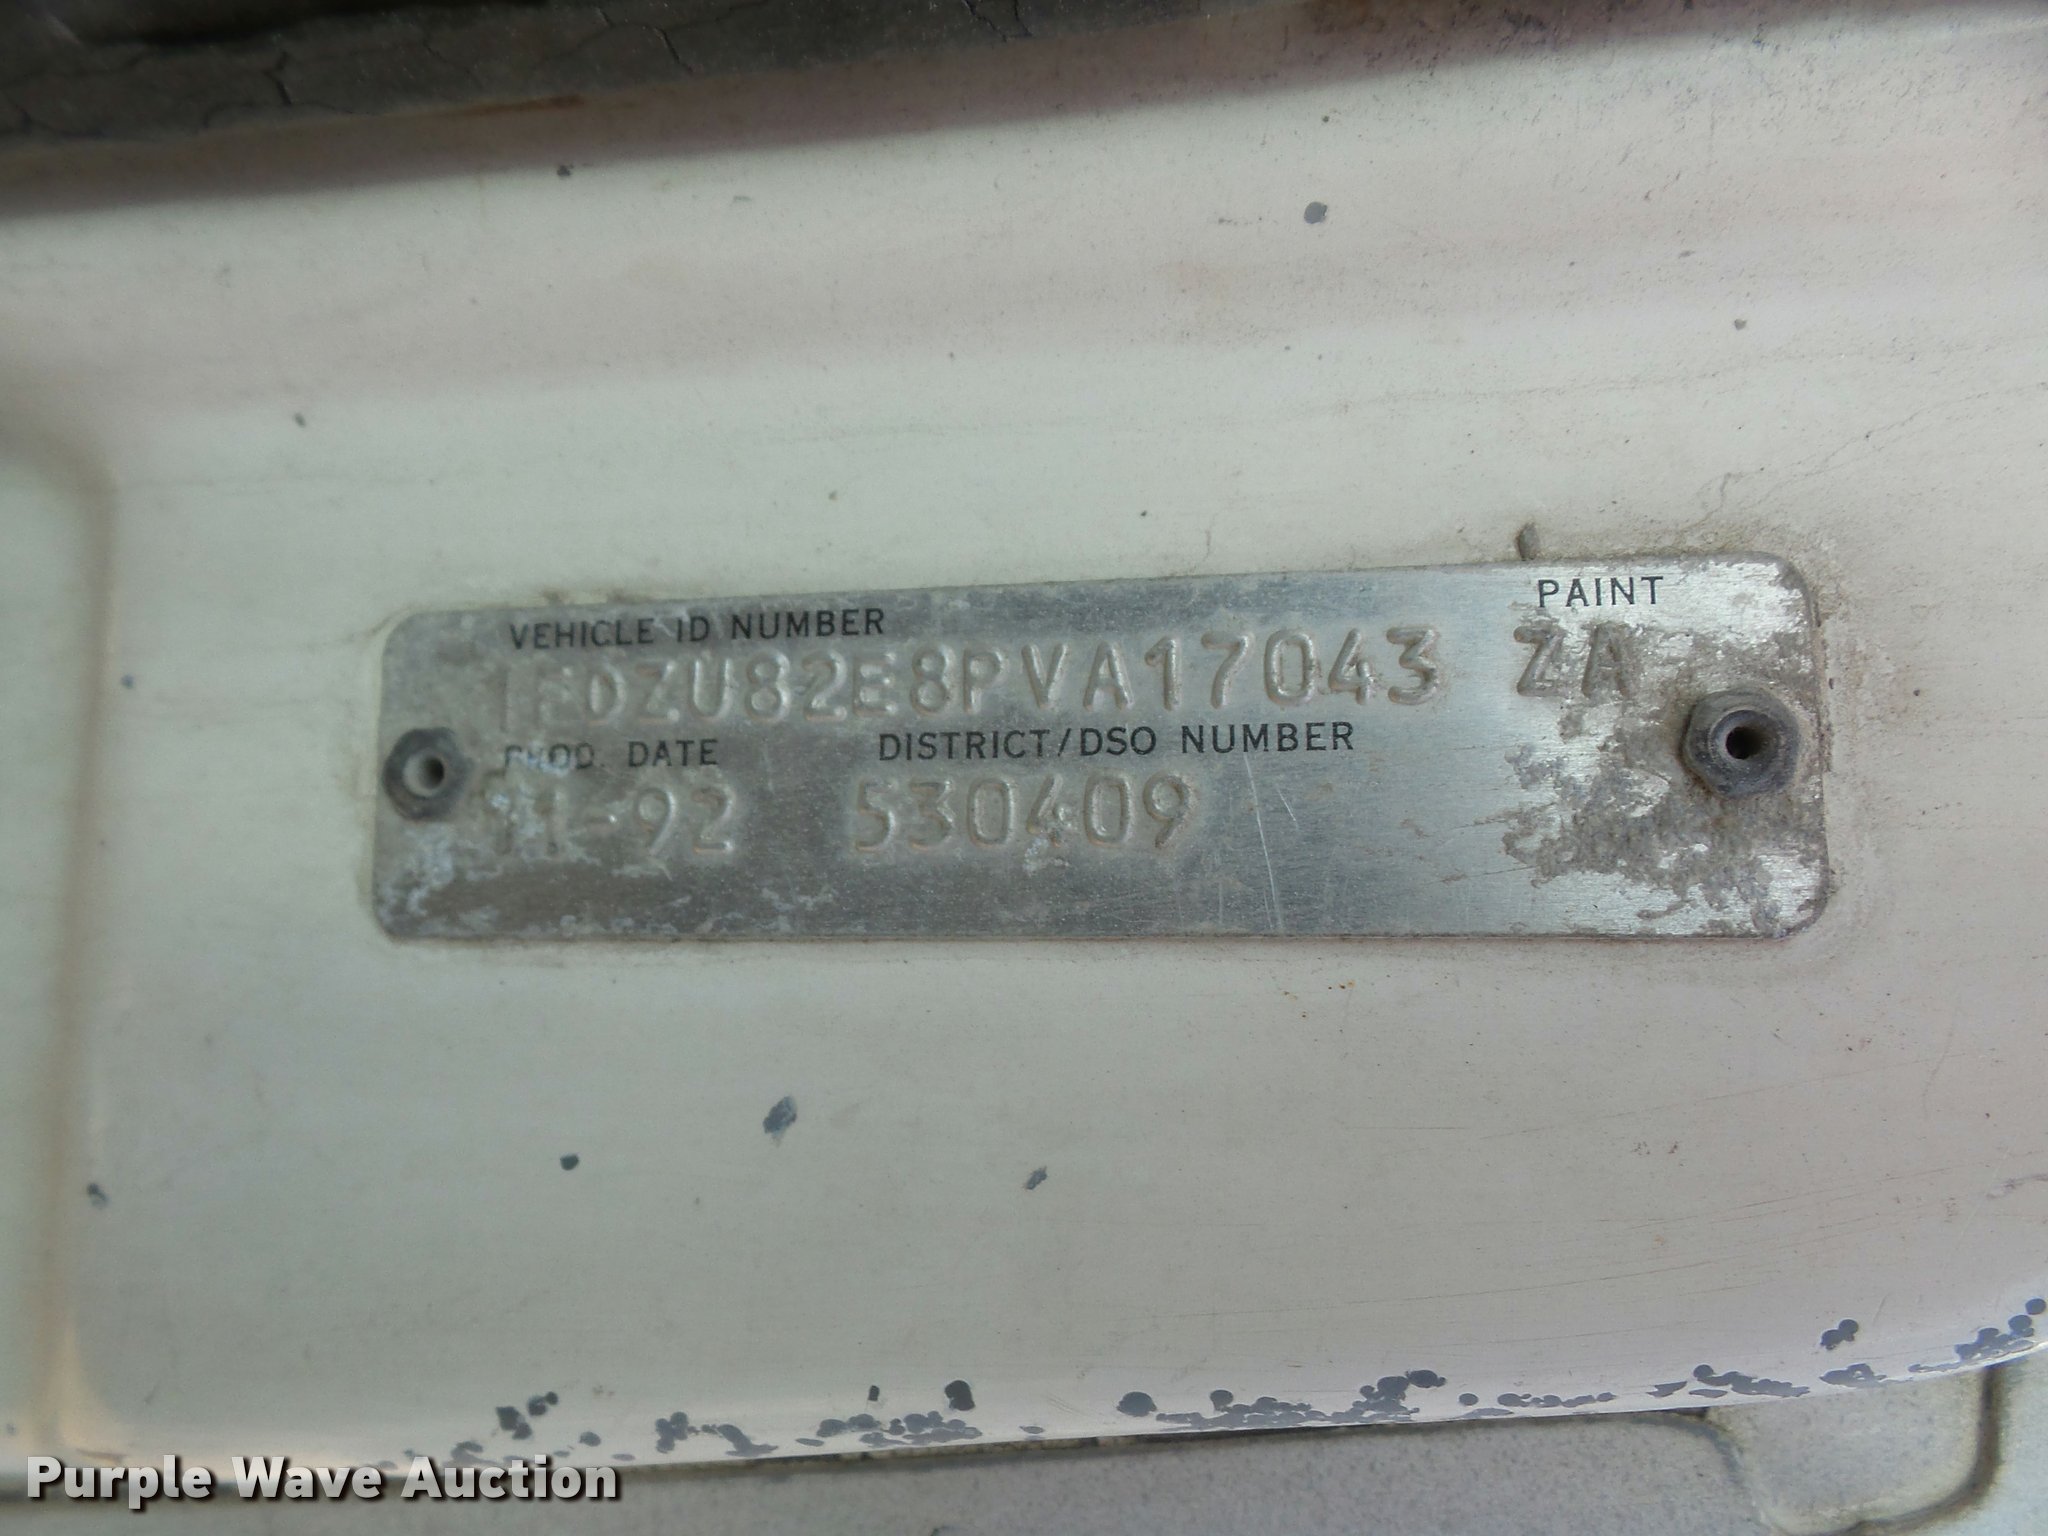 VEHICLE ID NUMBER PAINT
1FDZU82E8PVA17043 ZA
PROD. DATE DISTRICT/DSO NUMBER
11-92 530409
Purple Wave Auction